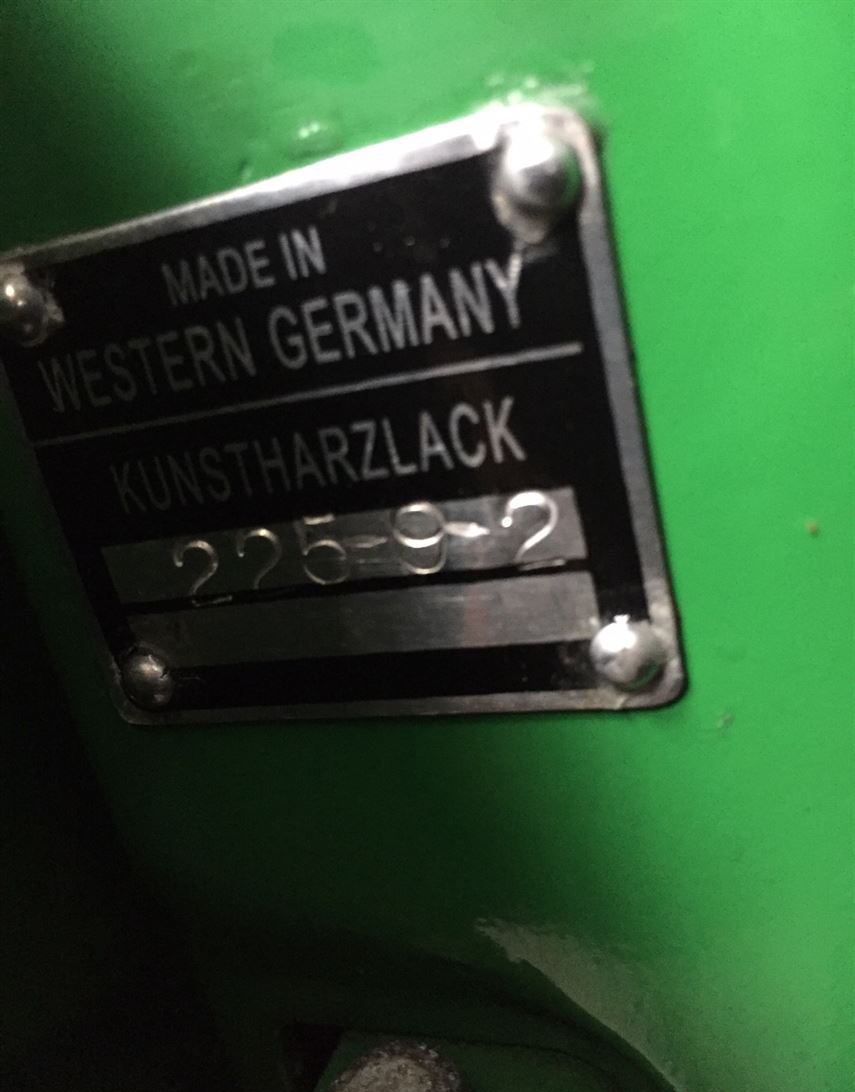 MADE IN
WESTERN GERMANY
KUNSTHARZLACK
225-9-2